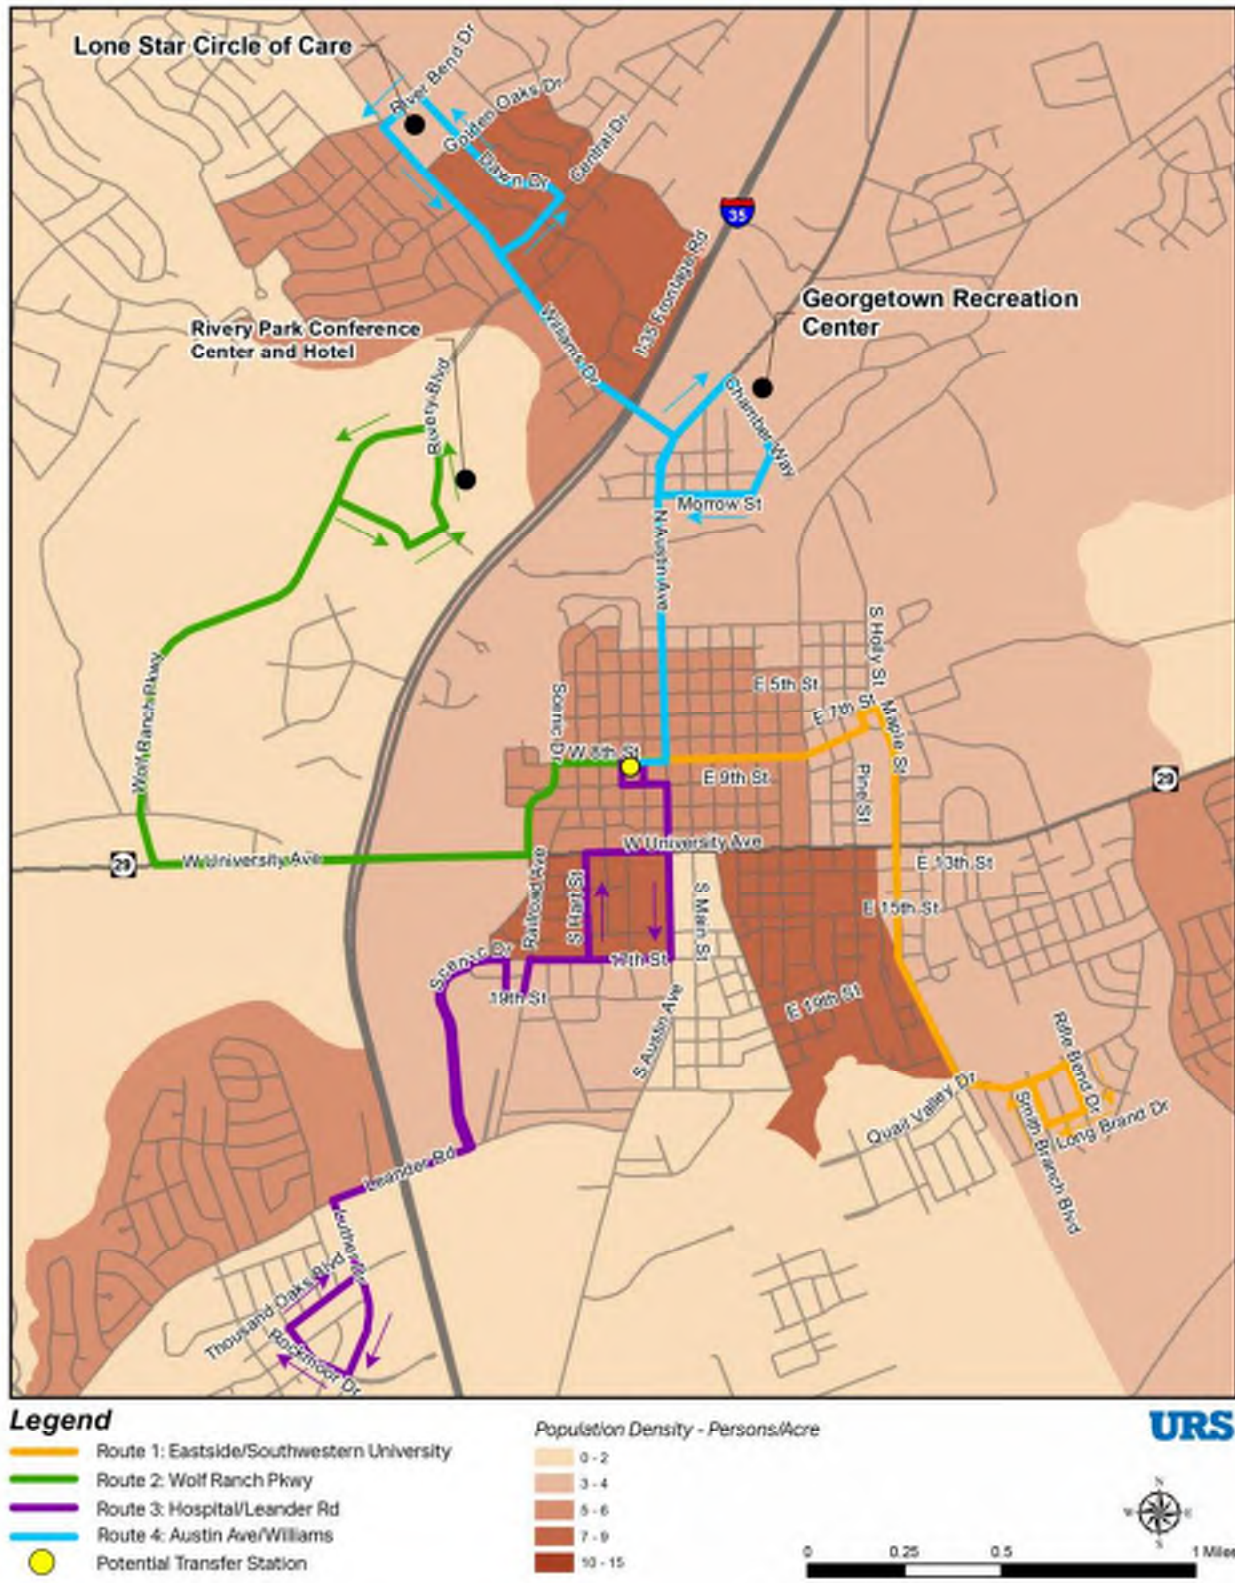 Lone Star Circle of Care
River Bend Dr
Golden Oaks Dr
Dawn Dr
Central Dr
35
I-35 Frontage Rd
Georgetown Recreation
Center
Rivery Park Conference
Center and Hotel
Williams Dr
Rivery Blvd
Chamber Way
Morrow St
N Austin Ave
S Holly St
Wolf Ranch Pkwy
Scenic Dr
E 5th St
E 7th St
Maple St
W 8th St
E 9th St
Pine St
29
W University Ave
29
W University Ave
E 13th St
Railroad Ave
S Hart St
S Main St
E 15th St
Scenic Dr
17th St
19th St
E 19th St
S Austin Ave
Rifle Bend Dr
Quail Valley Dr
Smith Branch Blvd
Long Brand Dr
Leander Rd
Thousand Oaks Blvd
Rockmoor Dr
Legend
Route 1: Eastside/Southwestern University
Route 2: Wolf Ranch Pkwy
Route 3: Hospital/Leander Rd
Route 4: Austin Ave/Williams
Potential Transfer Station
Population Density - Persons/Acre
0 - 2
3 - 4
5 - 6
7 - 9
10 - 15
URS
N
W
E
S
0
0.25
0.5
1 Miles